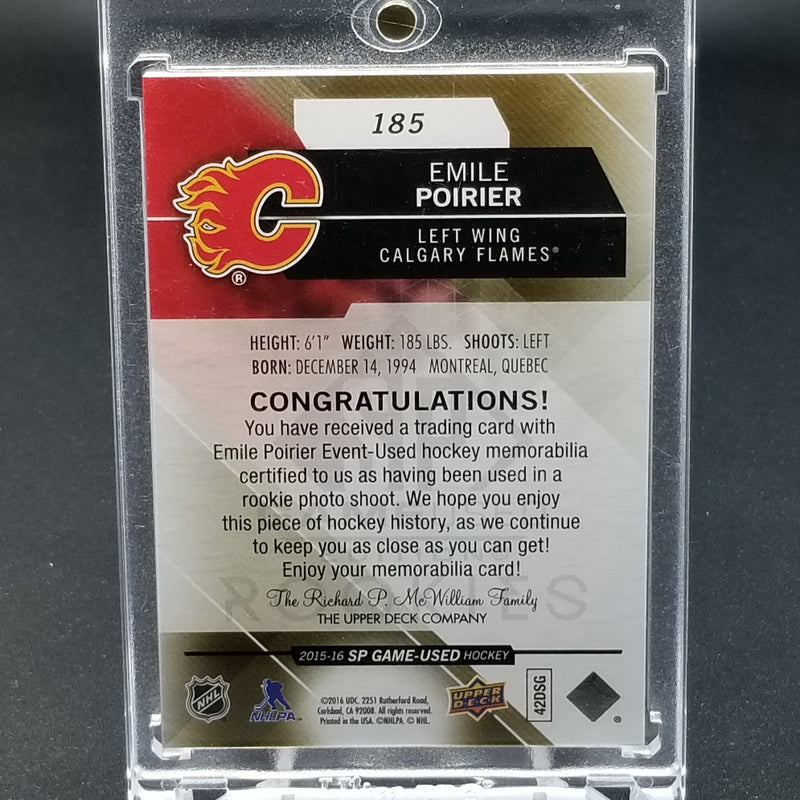 185
EMILE
POIRIER
LEFT WING
CALGARY FLAMES®
C
®
HEIGHT: 6'1" WEIGHT: 185 LBS. SHOOTS: LEFT
BORN: DECEMBER 14, 1994 MONTREAL, QUEBEC
CONGRATULATIONS!
You have received a trading card with
Emile Poirier Event-Used hockey memorabilia
certified to us as having been used in a
rookie photo shoot. We hope you enjoy
this piece of hockey history, as we continue
to keep you as close as you can get!
Enjoy your memorabilia card!
ROOKIES
The Richard P. McWilliam Family
THE UPPER DECK COMPANY
2015-16 SP GAME-USED HOCKEY
NHL
NHLPA
©2016 UDC. 2251 Rutherford Road,
Carlsbad, CA 92008. All rights reserved.
Printed in the USA. ©NHLPA. © NHL.
UPPER
DECK
42DSG
®